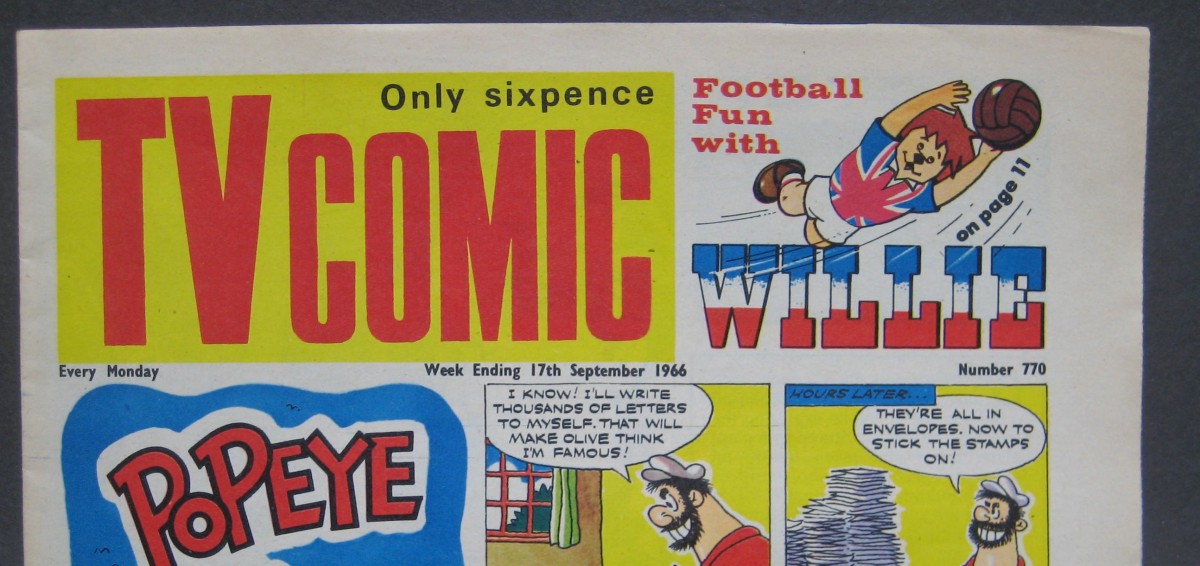 Only sixpence
TV COMIC
Football
Fun
with
on page 11
WILLIE
Every Monday
Week Ending 17th September 1966
Number 770
POPEYE
I KNOW! I'LL WRITE
THOUSANDS OF LETTERS
TO MYSELF. THAT WILL
MAKE OLIVE THINK
I'M FAMOUS!
HOURS LATER...
THEY'RE ALL IN
ENVELOPES. NOW TO
STICK THE STAMPS
ON!